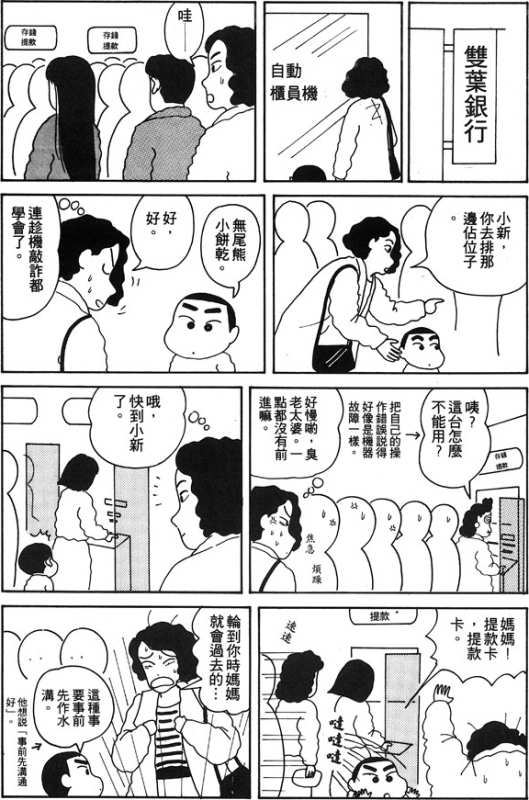 雙葉銀行
自動
櫃員機
哇
存錢
提款
存錢
提款
小新，
你去排那
邊佔位子
。
無尾熊
小餅乾。
好，
好。
連趁機敲詐都
學會了。
咦？
這台怎麼
不能用？
存錢
提款
把自己的操
作錯誤說得
好像是機器
故障一樣。
好慢喲，臭
老太婆。一
點都沒有前
進嘛。
焦急
煩躁
哦，
快到小新
了。
媽媽！
提款卡
，提款
卡。
提款
噠噠
噠噠
輪到你時媽媽
就會過去的…
這種事
要事前
先作水
溝。
他想說「事前先溝通
好」。